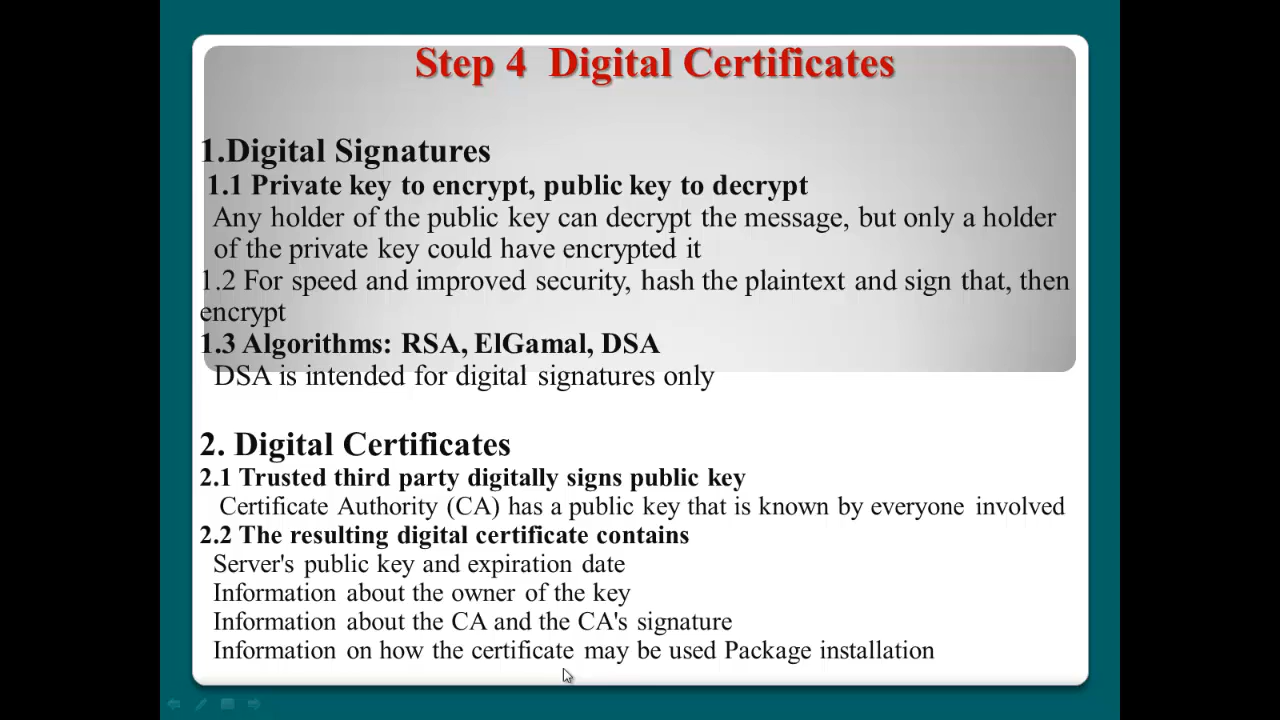 Step 4  Digital Certificates
1.Digital Signatures
1.1 Private key to encrypt, public key to decrypt
Any holder of the public key can decrypt the message, but only a holder
of the private key could have encrypted it
1.2 For speed and improved security, hash the plaintext and sign that, then
encrypt
1.3 Algorithms: RSA, ElGamal, DSA
DSA is intended for digital signatures only
2. Digital Certificates
2.1 Trusted third party digitally signs public key
Certificate Authority (CA) has a public key that is known by everyone involved
2.2 The resulting digital certificate contains
Server's public key and expiration date
Information about the owner of the key
Information about the CA and the CA's signature
Information on how the certificate may be used Package installation